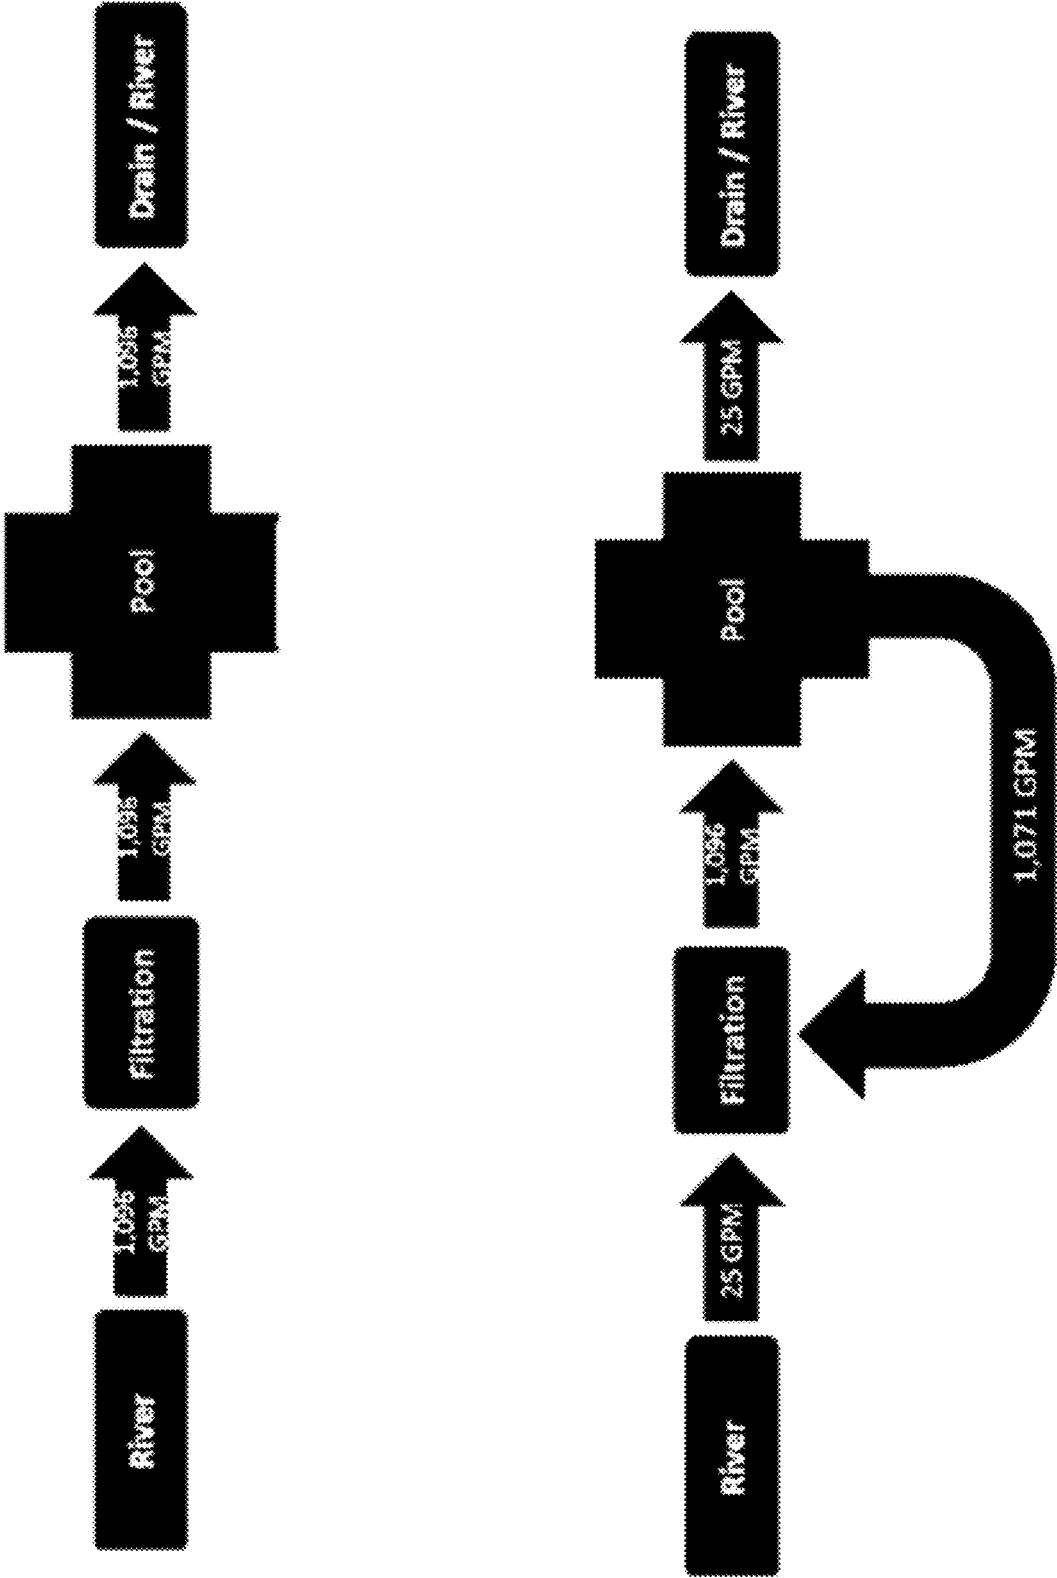 River
1,096
GPM
Filtration
1,096
GPM
Pool
1,096
GPM
Drain / River
River
25 GPM
Filtration
1,096
GPM
Pool
25 GPM
Drain / River
1,071 GPM